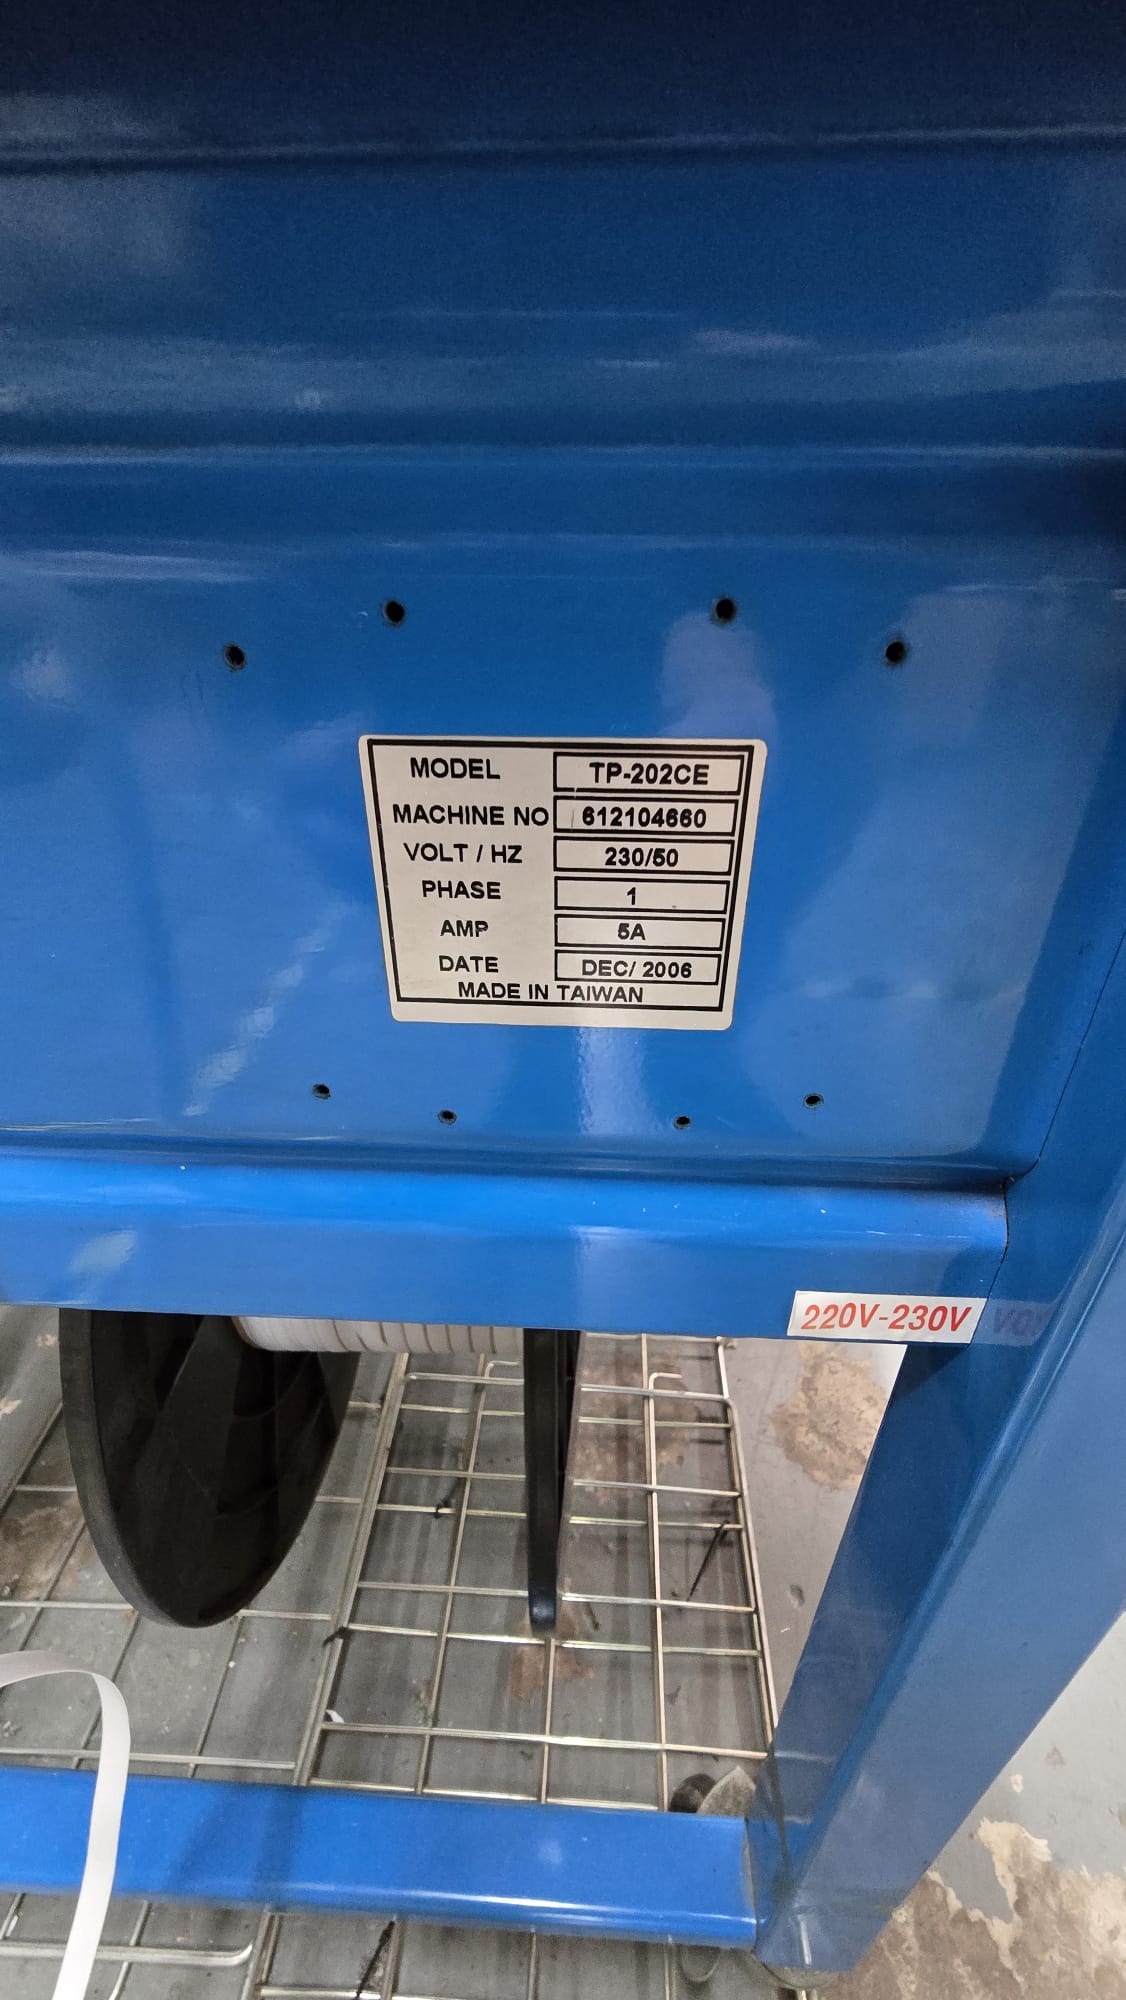 MODEL TP-202CE
MACHINE NO 612104660
VOLT / HZ 230/50
PHASE 1
AMP 5A
DATE DEC/ 2006
MADE IN TAIWAN
220V-230V